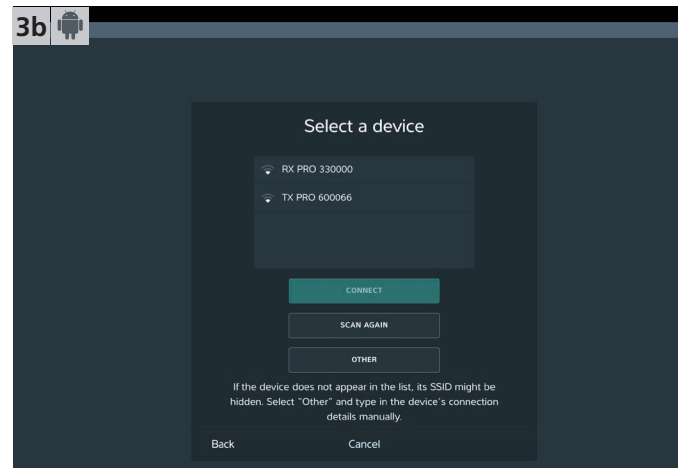 3b
Select a device
RX PRO 330000
TX PRO 600066
CONNECT
SCAN AGAIN
OTHER
If the device does not appear in the list, its SSID might be
hidden. Select "Other" and type in the device's connection
details manually.
Back Cancel